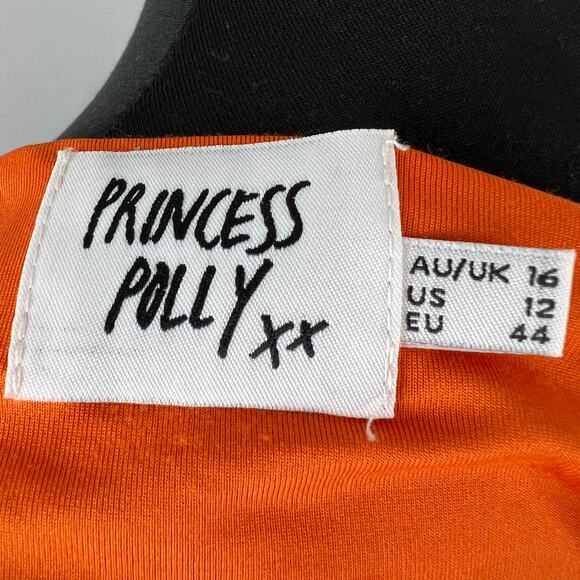 PRINCESS
POLLY xx
AU/UK 16
US 12
EU 44